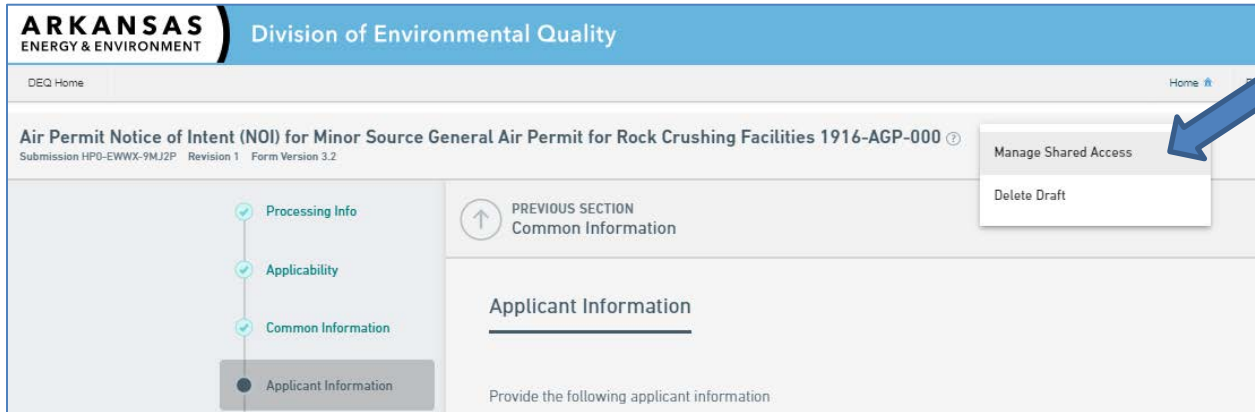 ARKANSAS
ENERGY & ENVIRONMENT
Division of Environmental Quality
DEQ Home
Home
Air Permit Notice of Intent (NOI) for Minor Source General Air Permit for Rock Crushing Facilities 1916-AGP-000
Submission HP0-EWWX-9MJ2P Revision 1 Form Version 3.2
Manage Shared Access
Delete Draft
Processing Info
Applicability
Common Information
Applicant Information
PREVIOUS SECTION
Common Information
Applicant Information
Provide the following applicant information